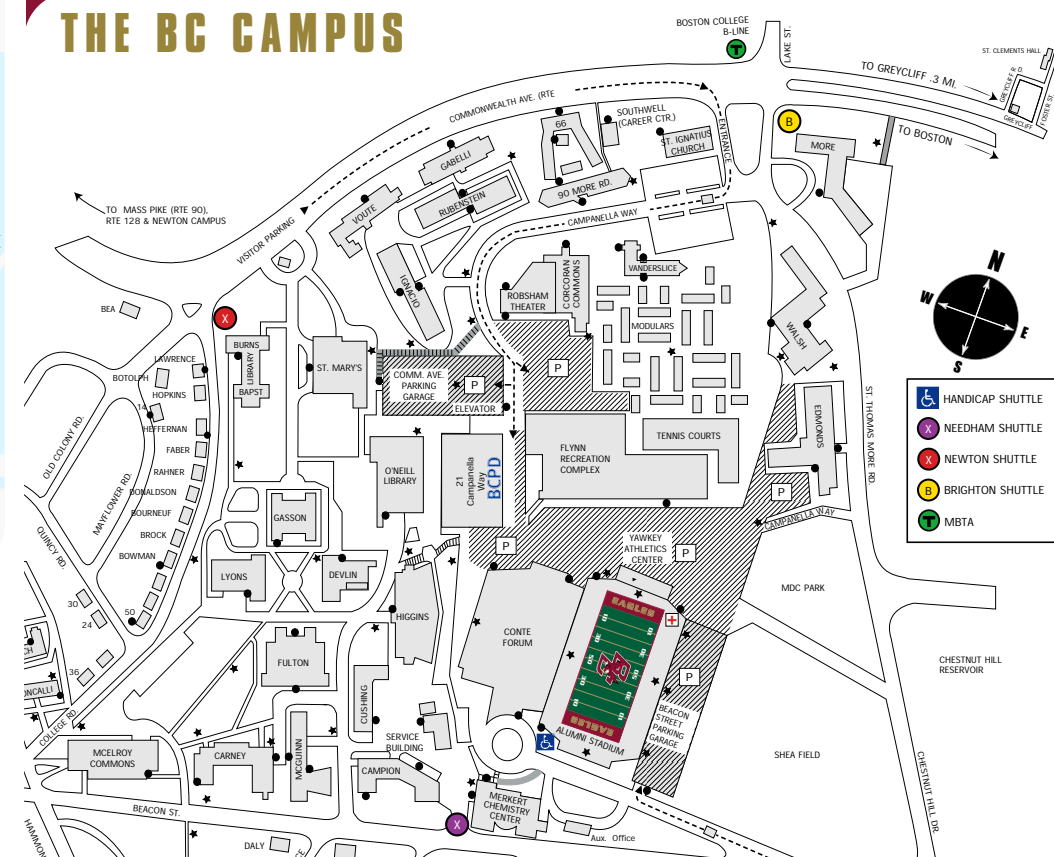 THE BC CAMPUS
BOSTON COLLEGE
B-LINE
T
LAKE ST.
ST. CLEMENTS HALL
TO GREYCLIFF .3 MI.
FOSTER ST.
GREYCLIFF
TO BOSTON
B
MORE
COMMONWEALTH AVE. (RTE
66
SOUTHWELL
(CAREER CTR.)
ST. IGNATIUS
CHURCH
ENTRANCE
GABELLI
90 MORE RD.
RUBENSTEIN
VOUTE
CAMPANELLA WAY
TO MASS PIKE (RTE 90),
RTE 128 & NEWTON CAMPUS
VISITOR PARKING
IGNACIO
ROBSHAM
THEATER
CORCORAN
COMMONS
VANDERSLICE
MODULARS
WALSH
N
W
E
S
BEA
X
BURNS
LIBRARY
BAPST
ST. MARY'S
COMM. AVE.
PARKING
GARAGE
P
ELEVATOR
P
LAWRENCE
BOTOLPH
HOPKINS
14
HEFFERNAN
FABER
RAHNER
DONALDSON
BOURNEUF
BROCK
BOWMAN
50
30
24
36
OLD COLONY RD.
MAYFLOWER RD.
QUINCY RD.
O'NEILL
LIBRARY
21
Campanella
Way
BCPD
FLYNN
RECREATION
COMPLEX
TENNIS COURTS
EDMONDS
P
CAMPANELLA WAY
ST. THOMAS MORE RD.
HANDICAP SHUTTLE
X NEEDHAM SHUTTLE
X NEWTON SHUTTLE
B BRIGHTON SHUTTLE
T MBTA
GASSON
LYONS
DEVLIN
HIGGINS
P
YAWKEY
ATHLETICS
CENTER
P
MDC PARK
CONTE
FORUM
EAGLES
BC
EAGLES
ALUMNI STADIUM
P
BEACON
STREET
PARKING
GARAGE
CHESTNUT HILL
RESERVOIR
SHEA FIELD
CHESTNUT HILL DR.
FULTON
CUSHING
SERVICE
BUILDING
CAMPION
MCGUINN
CARNEY
MCELROY
COMMONS
COLLEGE RD.
BEACON ST.
X
MERKERT
CHEMISTRY
CENTER
Aux. Office
DALY